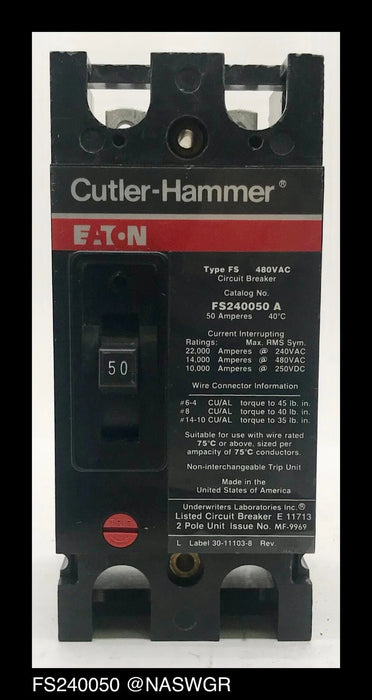 Cutler-Hammer®
EATON
Type FS 480VAC
Circuit Breaker
Catalog No.
FS240050 A
50 Amperes 40°C
Current Interrupting
Ratings: Max. RMS Sym.
22,000 Amperes @ 240VAC
14,000 Amperes @ 480VAC
10,000 Amperes @ 250VDC
50
Wire Connector Information
#6-4 CU/AL torque to 45 lb. in.
#8 CU/AL torque to 40 lb. in.
#14-10 CU/AL torque to 35 lb. in.
Suitable for use with wire rated
75°C or above, sized per
ampacity of 75°C conductors.
Non-interchangeable Trip Unit
Made in the
United States of America
Underwriters Laboratories Inc.®
Listed Circuit Breaker E 11713
2 Pole Unit Issue No. MF-9969
L Label 30-11103-8 Rev.
FS240050 @NASWGR